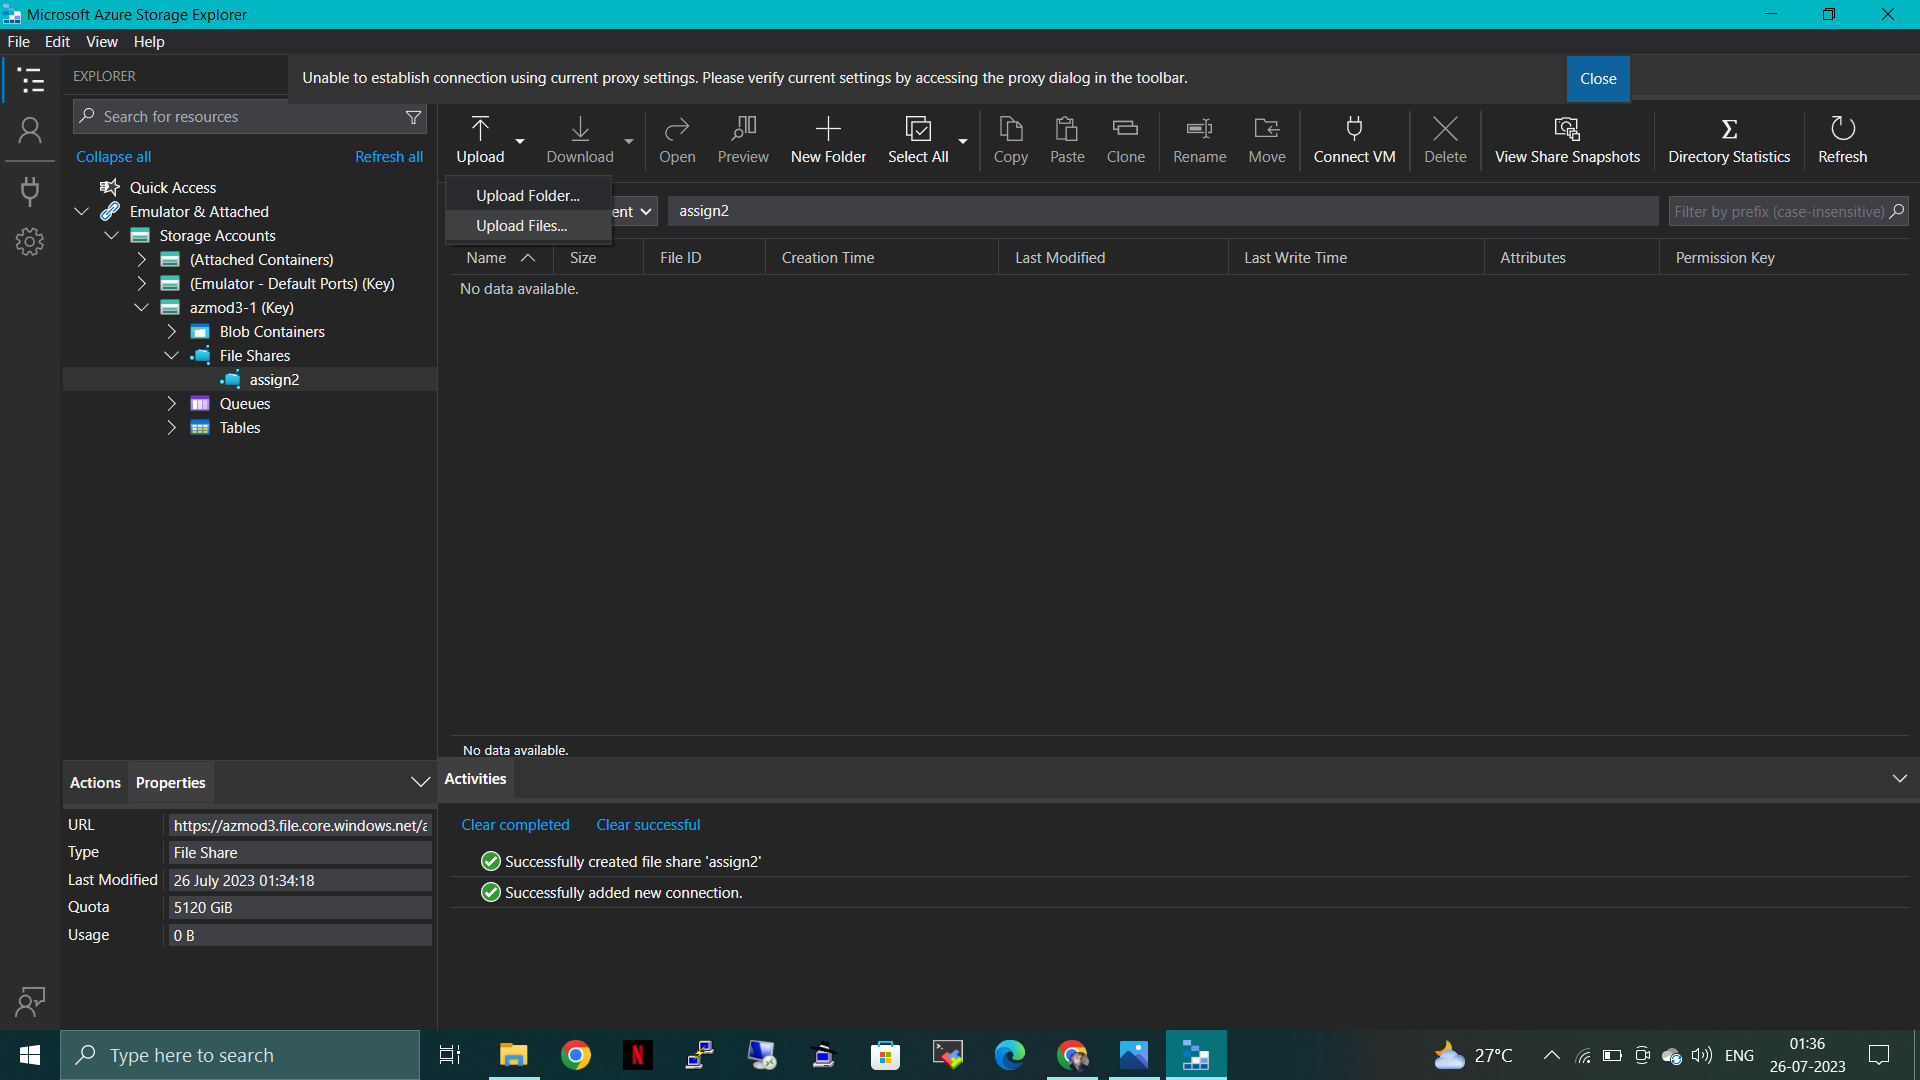 Microsoft Azure Storage Explorer
File Edit View Help
EXPLORER
Unable to establish connection using current proxy settings. Please verify current settings by accessing the proxy dialog in the toolbar.
Close
Search for resources
Collapse all Refresh all
Quick Access
Emulator & Attached
Storage Accounts
(Attached Containers)
(Emulator - Default Ports) (Key)
azmod3-1 (Key)
Blob Containers
File Shares
assign2
Queues
Tables
Upload Download Open Preview New Folder Select All Copy Paste Clone Rename Move Connect VM Delete View Share Snapshots Directory Statistics Refresh
Upload Folder...
Upload Files...
ent assign2 Filter by prefix (case-insensitive)
Name Size File ID Creation Time Last Modified Last Write Time Attributes Permission Key
No data available.
No data available.
Actions Properties
URL https://azmod3.file.core.windows.net/a
Type File Share
Last Modified 26 July 2023 01:34:18
Quota 5120 GiB
Usage 0 B
Activities
Clear completed Clear successful
Successfully created file share 'assign2'
Successfully added new connection.
Type here to search
N
27°C
ENG
01:36
26-07-2023